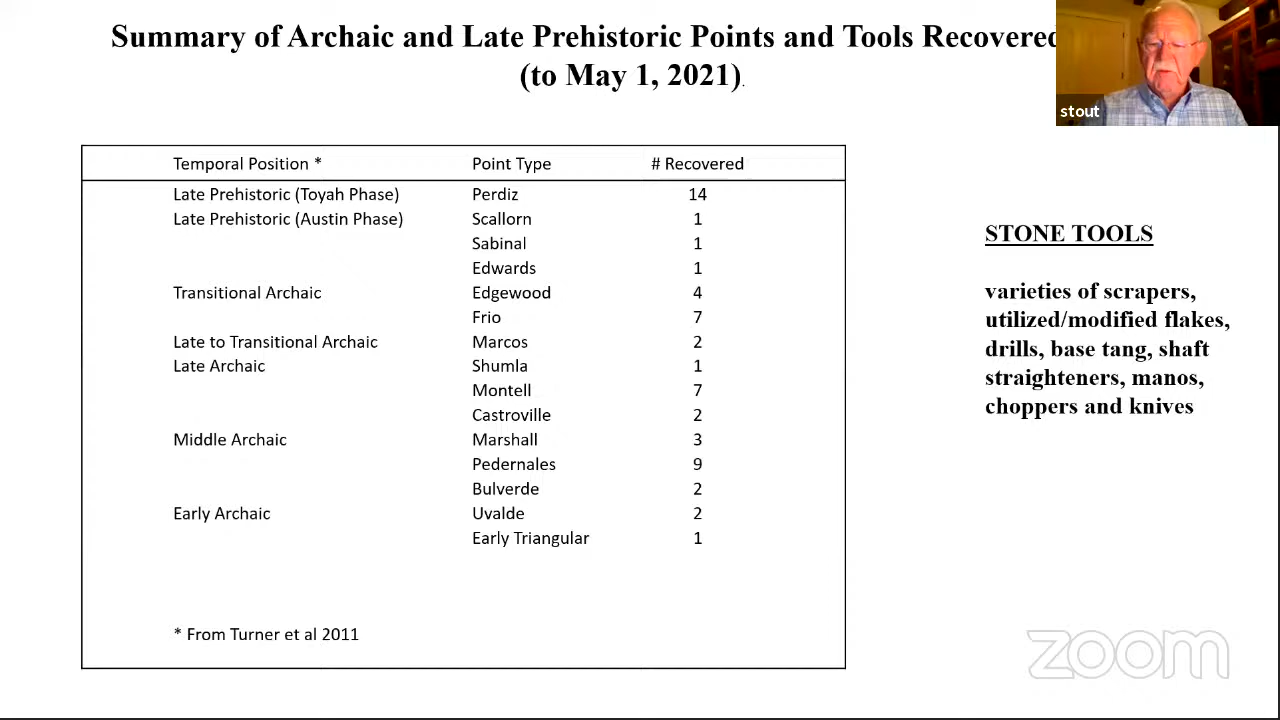 Summary of Archaic and Late Prehistoric Points and Tools Recovered
(to May 1, 2021).
stout
Temporal Position * Point Type # Recovered
Late Prehistoric (Toyah Phase) Perdiz 14
Late Prehistoric (Austin Phase) Scallorn 1
Sabinal 1
Edwards 1
Transitional Archaic Edgewood 4
Frio 7
Late to Transitional Archaic Marcos 2
Late Archaic Shumla 1
Montell 7
Castroville 2
Middle Archaic Marshall 3
Pedernales 9
Bulverde 2
Early Archaic Uvalde 2
Early Triangular 1
* From Turner et al 2011
STONE TOOLS
varieties of scrapers,
utilized/modified flakes,
drills, base tang, shaft
straighteners, manos,
choppers and knives
zoom